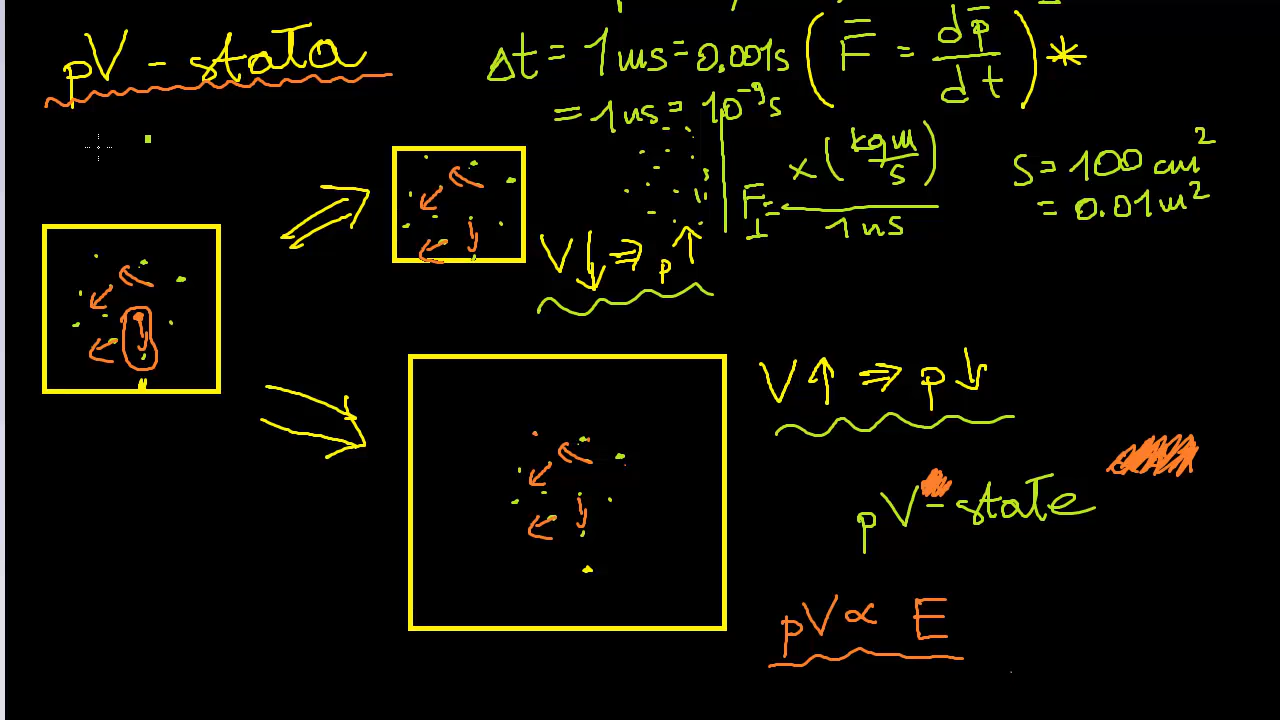 pV - stata
Δt = 1ms = 0.001s ( F̄ = dp̄/dt ) *
= 1ns = 10⁻⁹s
F_I = x (kgm/s) / 1ns
S = 100 cm²
= 0.01m²
V↓ ⇒ p↑
V↑ ⇒ p↓
pV - state
pV ∝ E